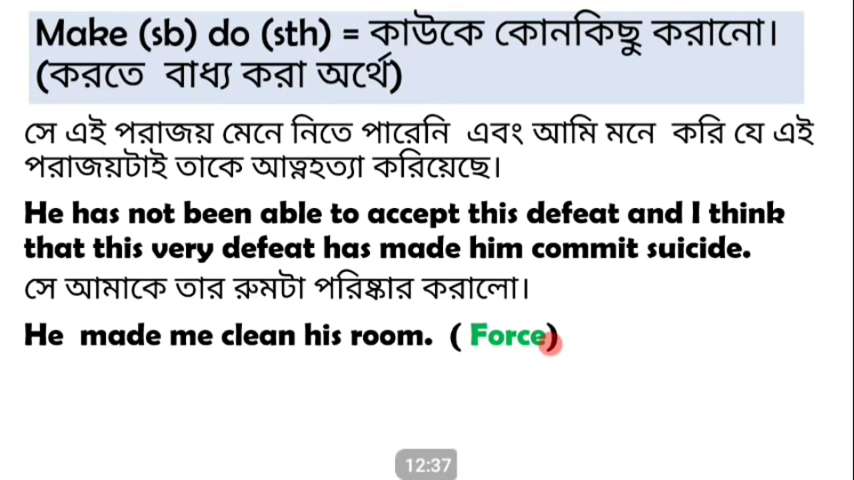 Make (sb) do (sth) = কাউকে কোনকিছু করানো।
(করতে বাধ্য করা অর্থে)
সে এই পরাজয় মেনে নিতে পারেনি এবং আমি মনে করি যে এই
পরাজয়টাই তাকে আত্নহত্যা করিয়েছে।
He has not been able to accept this defeat and I think
that this very defeat has made him commit suicide.
সে আমাকে তার রুমটা পরিষ্কার করালো।
He made me clean his room. ( Force)
12:37